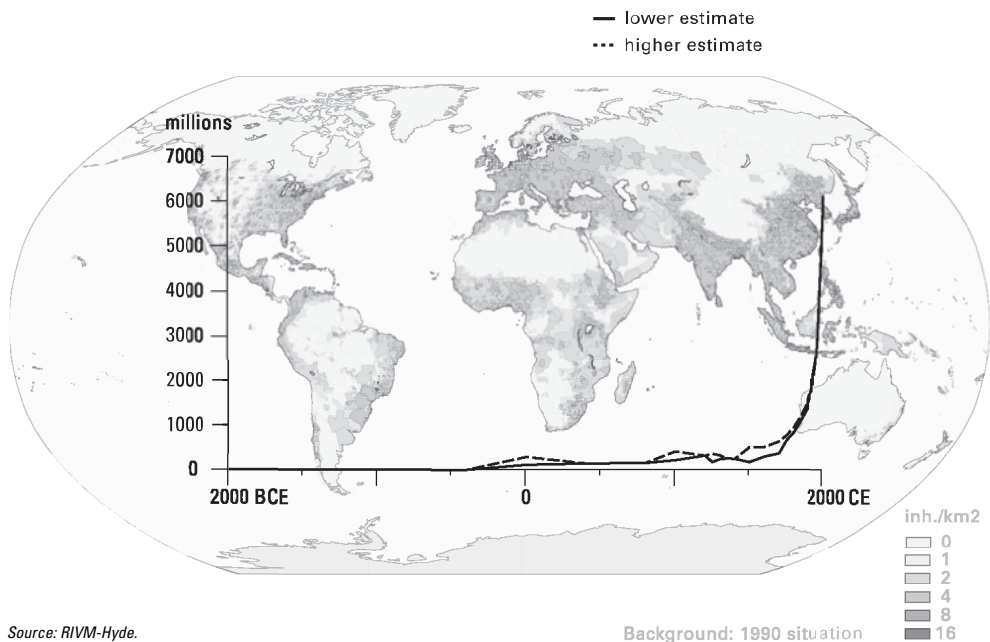 lower estimate
higher estimate
millions
7000
6000
5000
4000
3000
2000
1000
0
2000 BCE 0 2000 CE
inh./km2
0
1
2
4
8
16
Source: RIVM-Hyde.
Background: 1990 situation